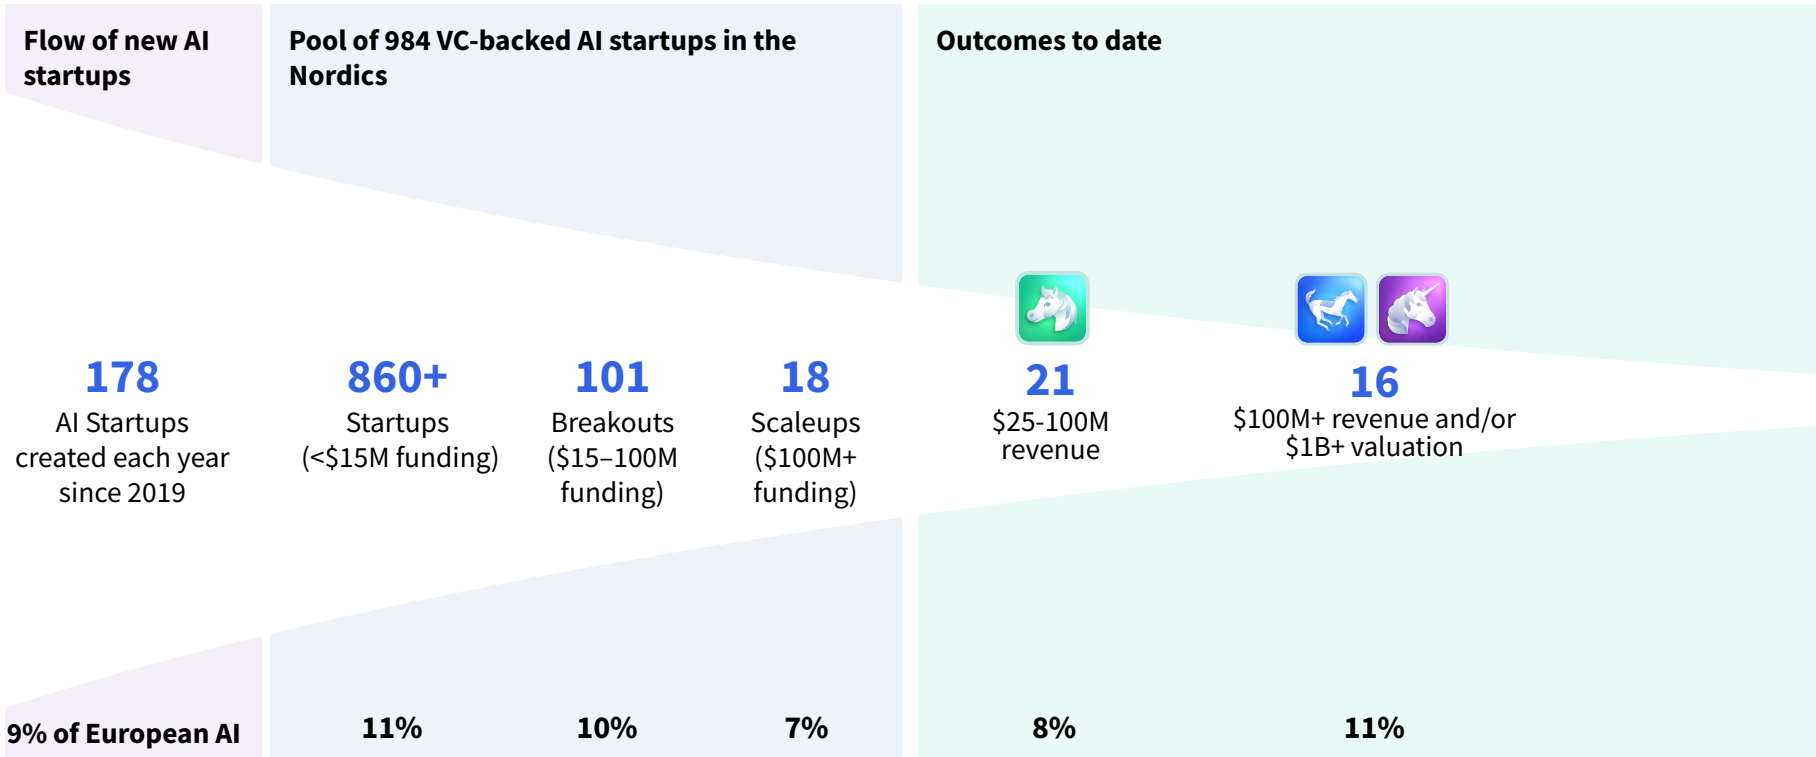 Flow of new AI
startups
Pool of 984 VC-backed AI startups in the
Nordics
Outcomes to date
178
AI Startups
created each year
since 2019
860+
Startups
(<$15M funding)
101
Breakouts
($15–100M
funding)
18
Scaleups
($100M+
funding)
21
$25-100M
revenue
16
$100M+ revenue and/or
$1B+ valuation
9% of European AI
11%
10%
7%
8%
11%